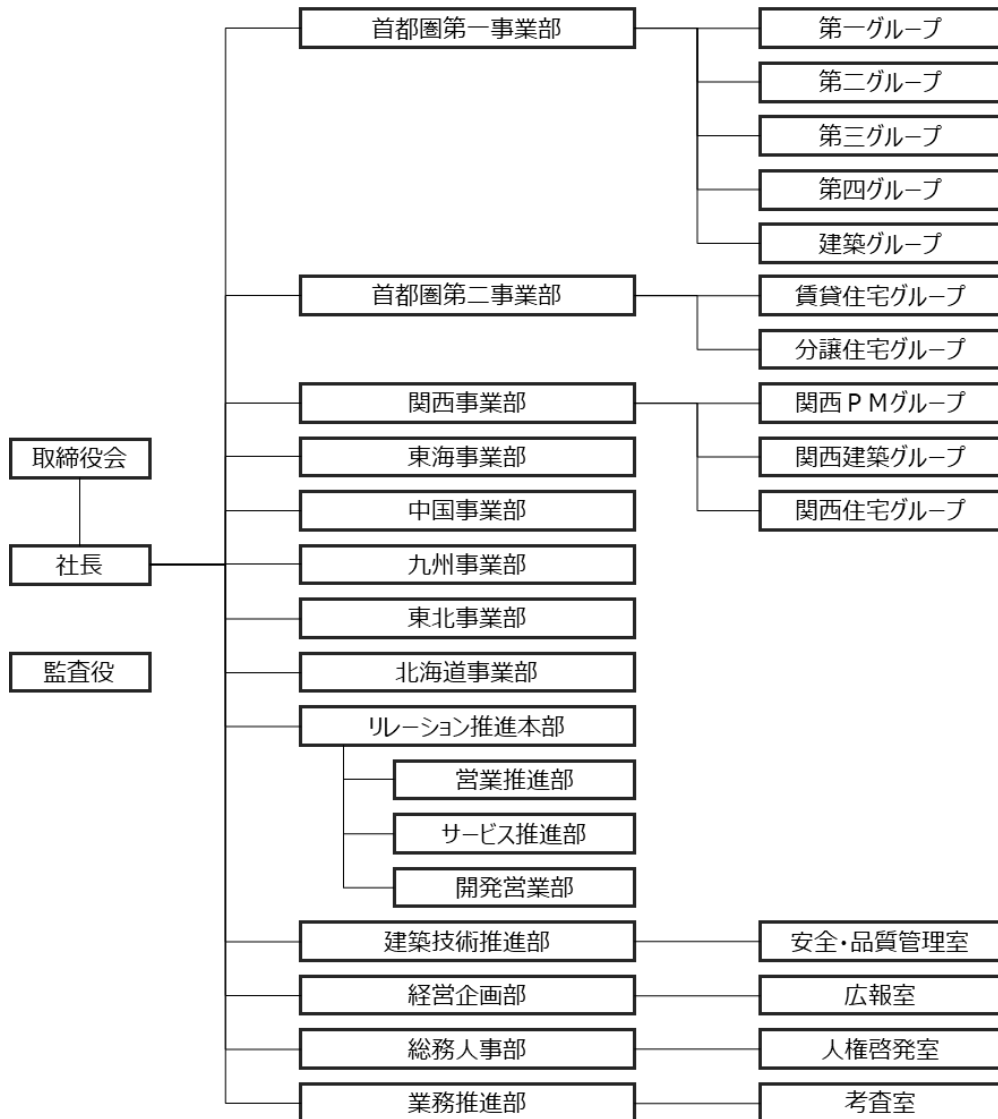 首都圏第一事業部
第一グループ
第二グループ
第三グループ
第四グループ
建築グループ
首都圏第二事業部
賃貸住宅グループ
分譲住宅グループ
関西事業部
関西ＰＭグループ
取締役会
東海事業部
関西建築グループ
中国事業部
関西住宅グループ
社長
九州事業部
東北事業部
監査役
北海道事業部
リレーション推進本部
営業推進部
サービス推進部
開発営業部
建築技術推進部
安全・品質管理室
経営企画部
広報室
総務人事部
人権啓発室
業務推進部
考査室